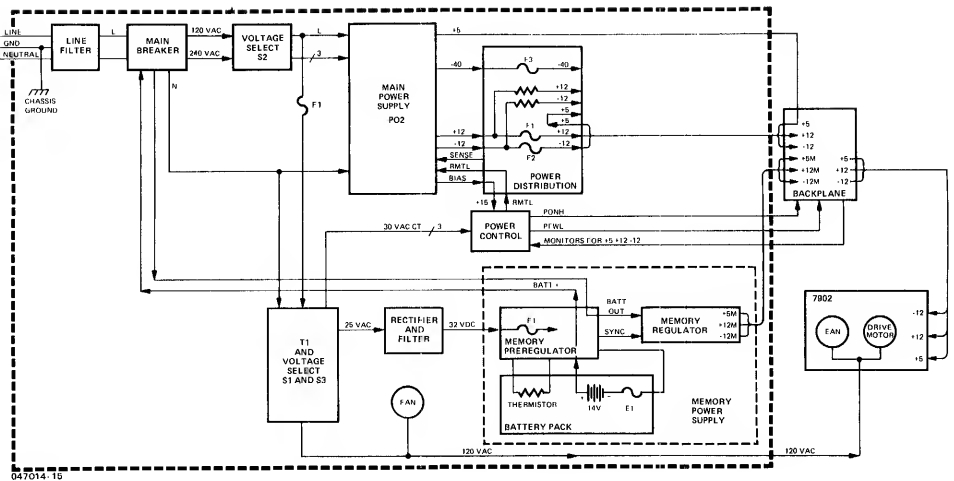 LINE
GND
NEUTRAL
LINE
FILTER
L
MAIN
BREAKER
120 VAC
240 VAC
N
CHASSIS
GROUND
VOLTAGE
SELECT
S2
L
3
F1
MAIN
POWER
SUPPLY
PO2
+5
-40
+12
-12
SENSE
RMTL
BIAS
F3
-40
+12
-12
+5
+5
F1
+12
F2
-12
POWER
DISTRIBUTION
+15
RMTL
30 VAC CT
3
POWER
CONTROL
PONH
PFWL
MONITORS FOR +5 +12 -12
+5
+12
-12
+5M
+12M
-12M
+5
+12
-12
BACKPLANE
T1
AND
VOLTAGE
SELECT
S1 AND S3
25 VAC
RECTIFIER
AND
FILTER
32 VDC
BATT +
F1
MEMORY
PREREGULATOR
BATT
OUT
SYNC
MEMORY
REGULATOR
+5M
+12M
-12M
THERMISTOR
+
-
14V
E1
BATTERY PACK
MEMORY
POWER
SUPPLY
FAN
120 VAC
120 VAC
7902
FAN
DRIVE
MOTOR
-12
+12
+5
047014-15